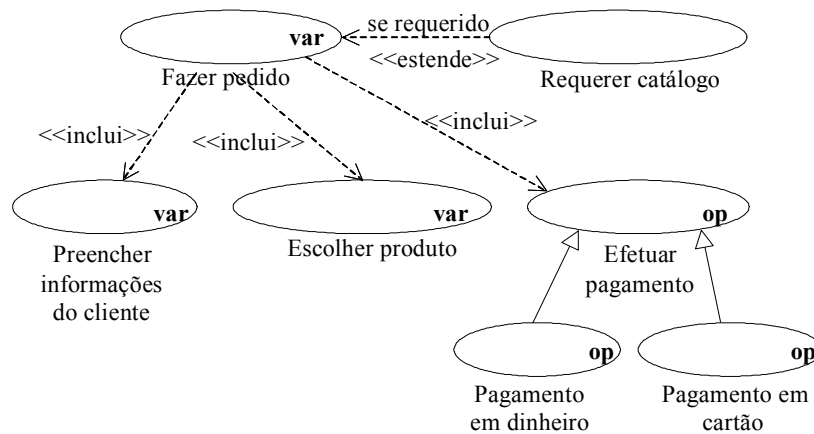 se requerido
var
<<estende>>
Fazer pedido
Requerer catálogo
<<inclui>>
<<inclui>>
<<inclui>>
var
var
op
Preencher
informações
do cliente
Escolher produto
Efetuar
pagamento
op
op
Pagamento
em dinheiro
Pagamento em
cartão